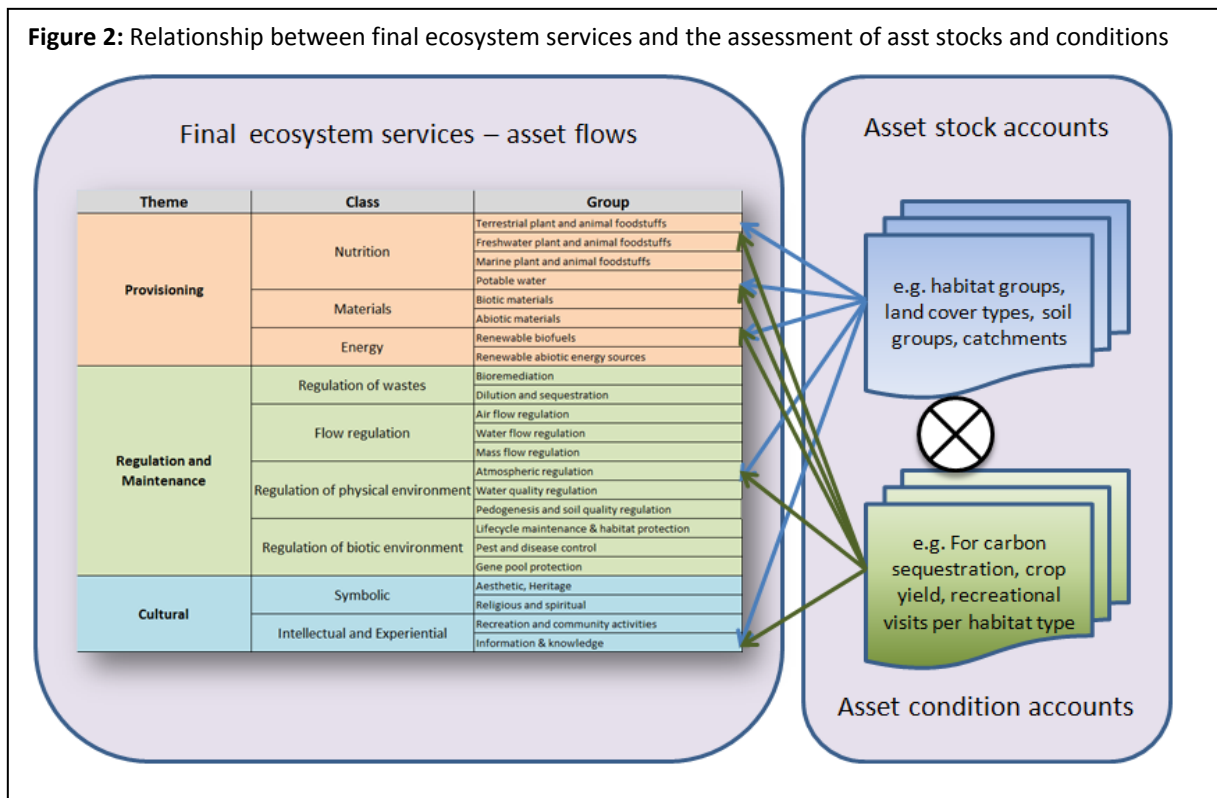 Figure 2: Relationship between final ecosystem services and the assessment of asst stocks and conditions
Final ecosystem services – asset flows
Theme Class Group
Provisioning
Nutrition
Terrestrial plant and animal foodstuffs
Freshwater plant and animal foodstuffs
Marine plant and animal foodstuffs
Potable water
Materials
Biotic materials
Abiotic materials
Energy
Renewable biofuels
Renewable abiotic energy sources
Regulation and
Maintenance
Regulation of wastes
Bioremediation
Dilution and sequestration
Flow regulation
Air flow regulation
Water flow regulation
Mass flow regulation
Regulation of physical environment
Atmospheric regulation
Water quality regulation
Pedogenesis and soil quality regulation
Regulation of biotic environment
Lifecycle maintenance & habitat protection
Pest and disease control
Gene pool protection
Cultural
Symbolic
Aesthetic, Heritage
Religious and spiritual
Intellectual and Experiential
Recreation and community activities
Information & knowledge
Asset stock accounts
e.g. habitat groups,
land cover types, soil
groups, catchments
e.g. For carbon
sequestration, crop
yield, recreational
visits per habitat type
Asset condition accounts